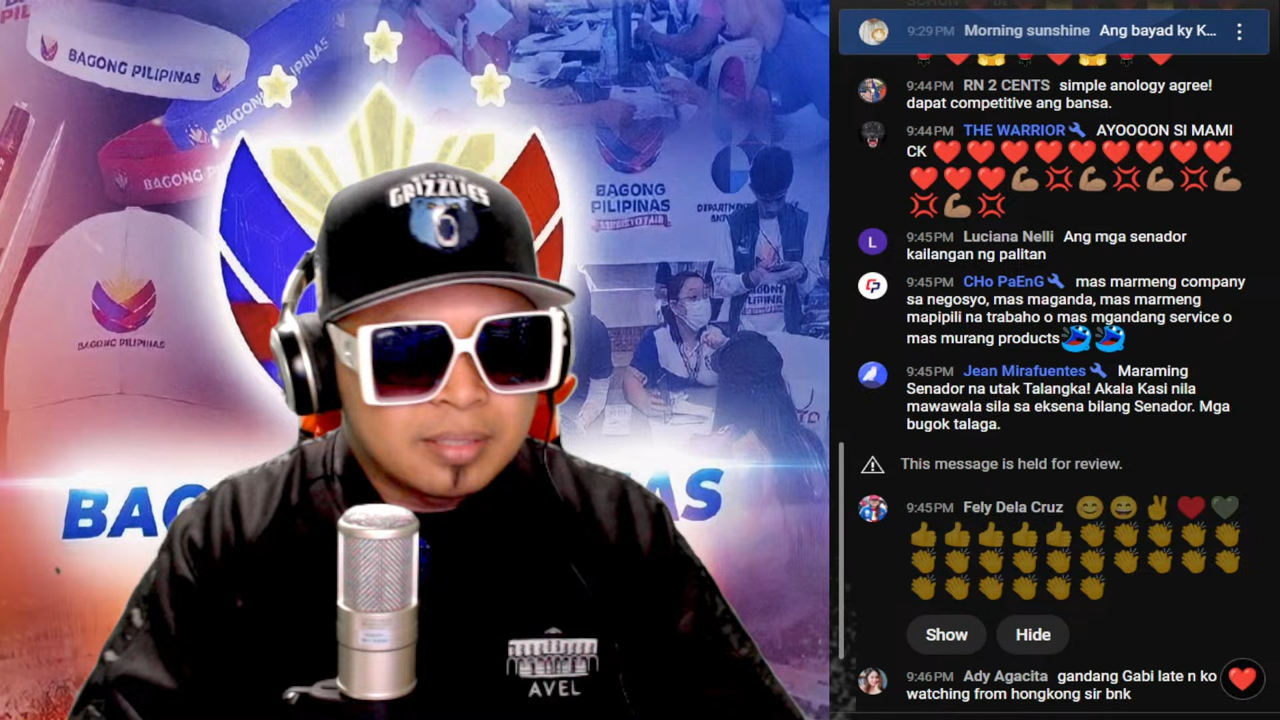 BAGONG PILIPINAS
BAGONG
BAGONG P
BAGONG PILIPINAS
BAGONG
PILIPINAS
GRIZZLIES
BAG
NAS
AVEL
9:29 PM Morning sunshine Ang bayad ky K...
9:44 PM RN 2 CENTS simple anology agree!
dapat competitive ang bansa.
9:44 PM THE WARRIOR AYOOOON SI MAMI
CK ❤️❤️❤️❤️❤️❤️❤️❤️❤️
❤️❤️❤️💪🏽💢💪🏽💢💪🏽💢💪🏽
💢💪🏽💢
L
9:45 PM Luciana Nelli Ang mga senador
kailangan ng palitan
9:45 PM CHo PaEnG mas marmeng company
sa negosyo, mas maganda, mas marmeng
mapipili na trabaho o mas mgandang service o
mas murang products
9:45 PM Jean Mirafuentes Maraming
Senador na utak Talangka! Akala Kasi nila
mawawala sila sa eksena bilang Senador. Mga
bugok talaga.
This message is held for review.
9:45 PM Fely Dela Cruz 😊😄✌️❤️💚
👍👍👍👍👍👏👏👏👏👏
👏👏👏👏👏👏👏👏👏👏
👏👏👏👏👏👏
Show Hide
9:46 PM Ady Agacita gandang Gabi late n ko
watching from hongkong sir bnk